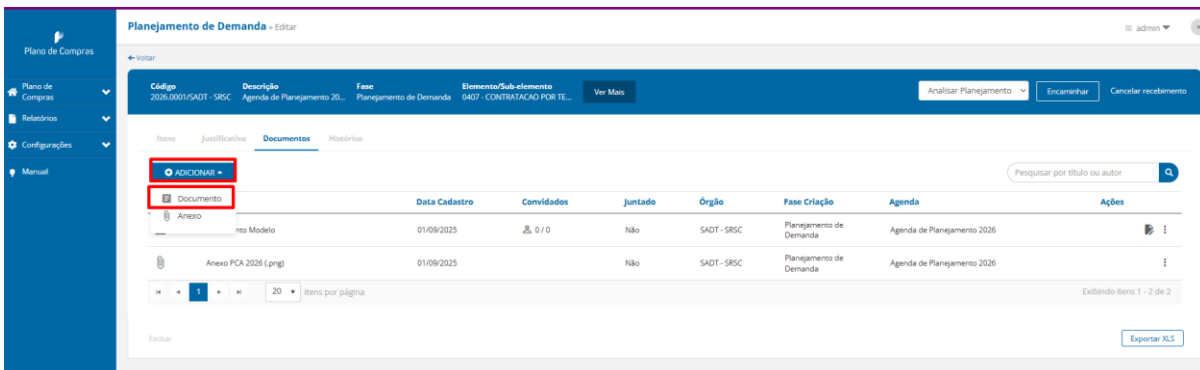 Planejamento de Demanda » Editar
admin
Plano de Compras
Voltar
Plano de
Compras
Relatórios
Configurações
Manual
Código Descrição Fase Elemento/Sub-elemento
2026.0001/SADT - SRSC Agenda de Planejamento 20... Planejamento de Demanda 0407 - CONTRATACAO POR TE...
Ver Mais
Analisar Planejamento
Encaminhar
Cancelar recebimento
Itens Justificativa Documentos Histórico
ADICIONAR
Pesquisar por título ou autor
Documento
Anexo
Data Cadastro Convidados Juntado Órgão Fase Criação Agenda Ações
nto Modelo 01/09/2025 0 / 0 Não SADT - SRSC Planejamento de Agenda de Planejamento 2026
Demanda
Anexo PCA 2026 (.png) 01/09/2025 Não SADT - SRSC Planejamento de Agenda de Planejamento 2026
Demanda
1 20 itens por página Exibindo itens 1 - 2 de 2
Excluir
Exportar XLS